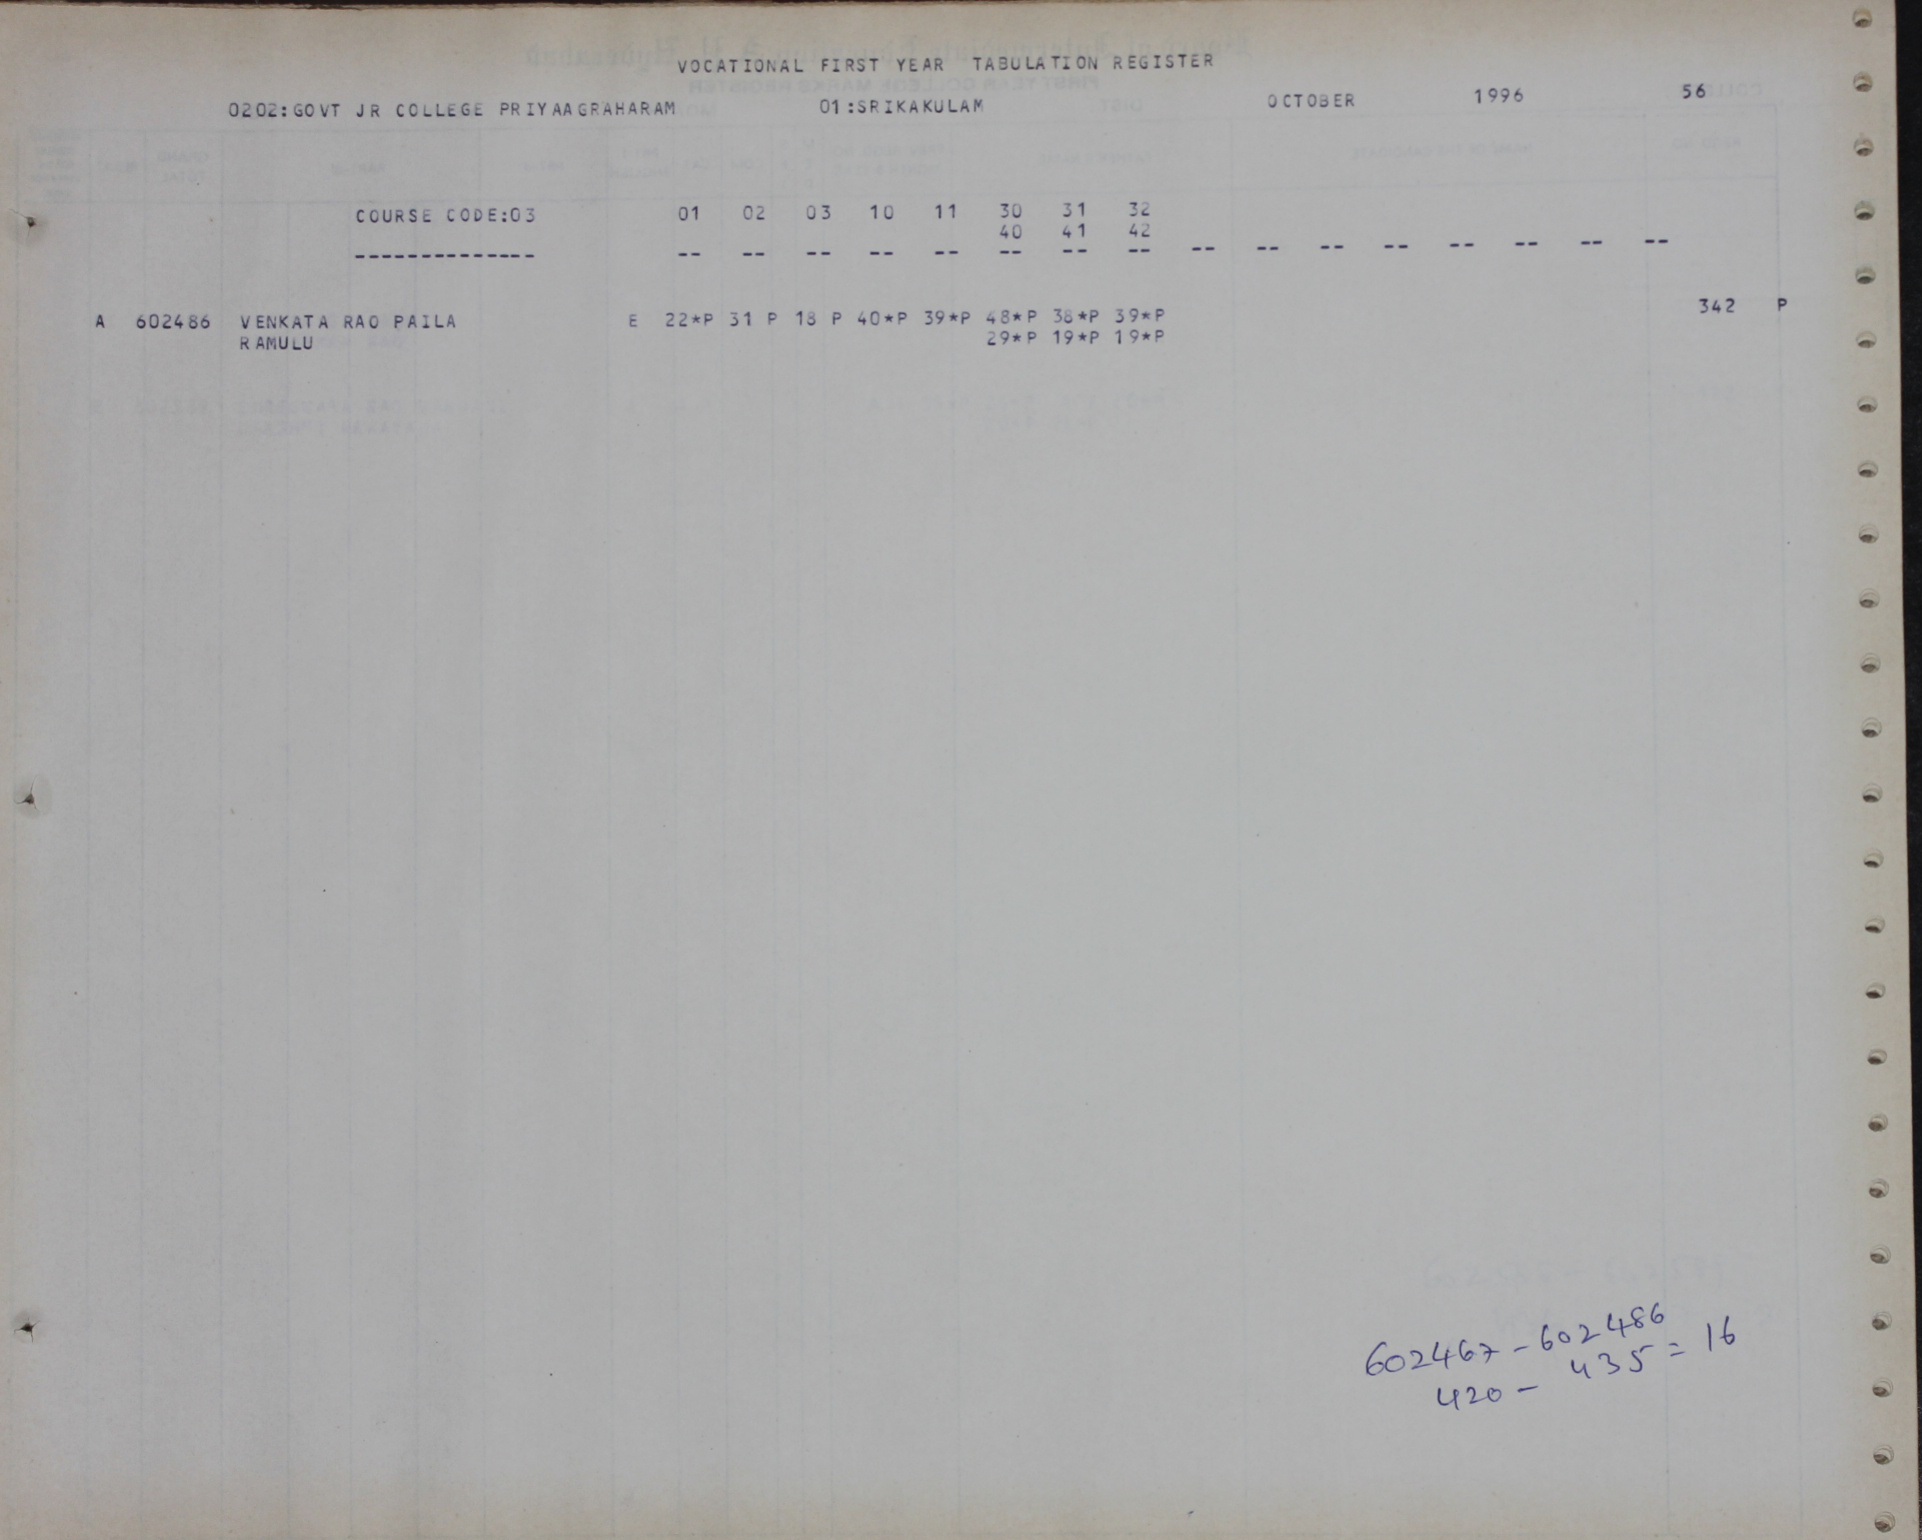 VOCATIONAL FIRST YEAR TABULATION REGISTER
0202:GOVT JR COLLEGE PRIYAAGRAHARAM 01:SRIKAKULAM OCTOBER 1996 56
COURSE CODE:03 01 02 03 10 11 30 31 32
40 41 42
-------------- -- -- -- -- -- -- -- -- -- -- -- -- -- -- -- --
A 602486 VENKATA RAO PAILA E 22*P 31 P 18 P 40*P 39*P 48*P 38*P 39*P 342 P
RAMULU 29*P 19*P 19*P
602467 - 602486
420 - 435 = 16